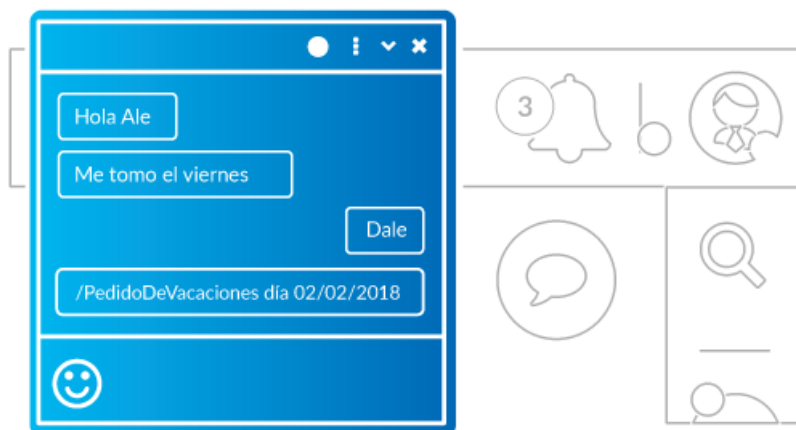 Hola Ale
3
Me tomo el viernes
Dale
/PedidoDeVacaciones día 02/02/2018